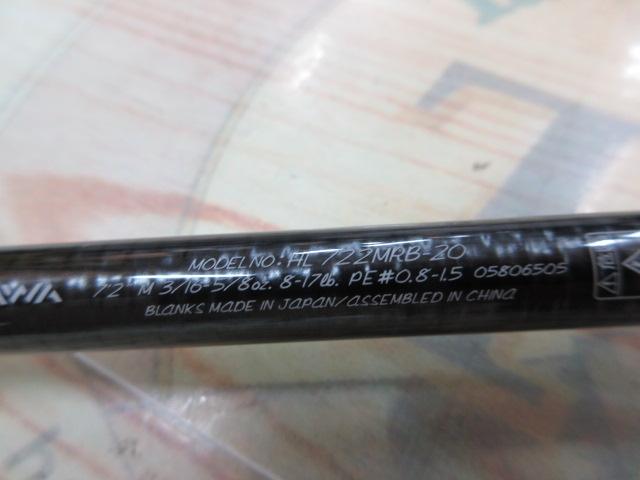 MODEL NO. HL 722MRB-20
7'2" M 3/16-5/8oz. 8-17lb. PE#0.8-1.5 05806505
BLANKS MADE IN JAPAN/ASSEMBLED IN CHINA